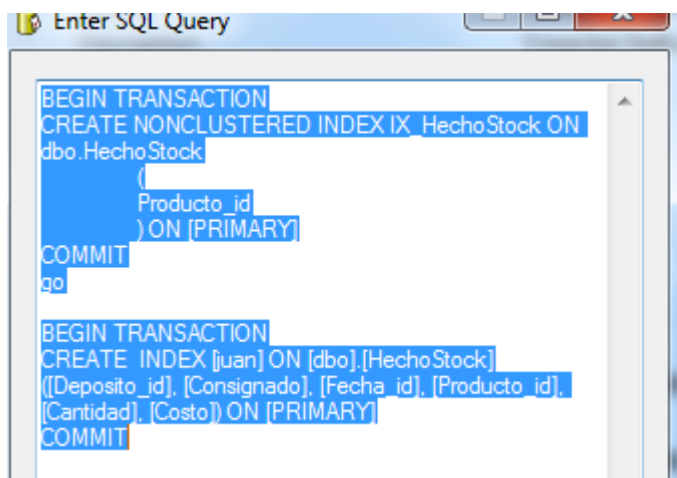 Enter SQL Query
BEGIN TRANSACTION
CREATE NONCLUSTERED INDEX IX_HechoStock ON
dbo.HechoStock
(
Producto_id
) ON [PRIMARY]
COMMIT
go
BEGIN TRANSACTION
CREATE  INDEX [juan] ON [dbo].[HechoStock]
([Deposito_id], [Consignado], [Fecha_id], [Producto_id],
[Cantidad], [Costo]) ON [PRIMARY]
COMMIT